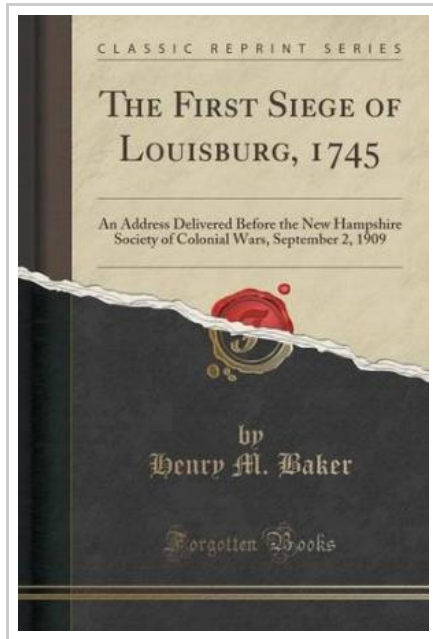 CLASSIC REPRINT SERIES
THE FIRST SIEGE OF
LOUISBURG, 1745
An Address Delivered Before the New Hampshire
Society of Colonial Wars, September 2, 1909
by
Henry M. Baker
Forgotten Books